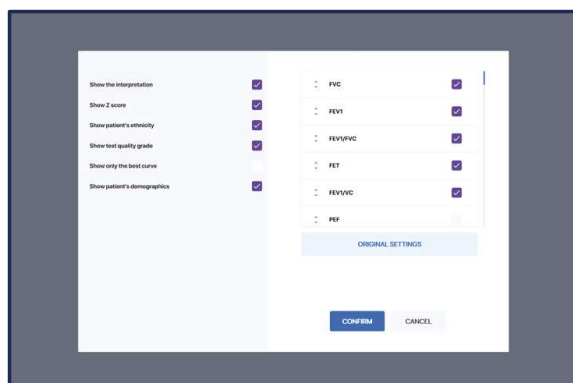 Show the interpretation
Show Z score
Show patient's ethnicity
Show test quality grade
Show only the best curve
Show patient's demographics
FVC
FEV1
FEV1/FVC
FET
FEV1/VC
PEF
ORIGINAL SETTINGS
CONFIRM
CANCEL